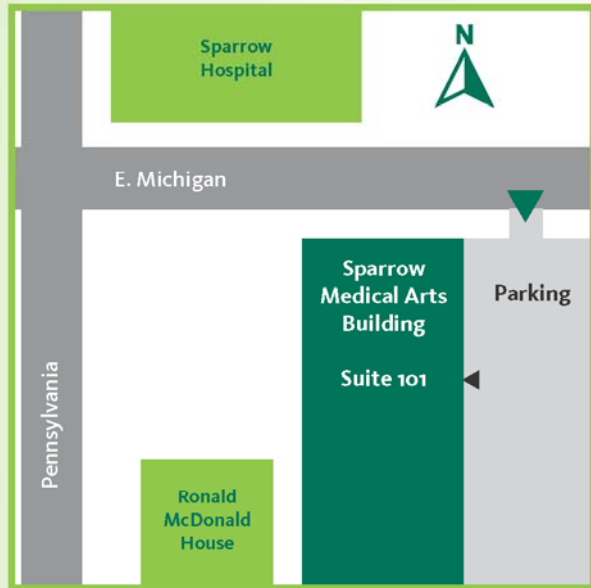 Sparrow
Hospital
N
E. Michigan
Sparrow
Medical Arts
Building
Suite 101
Parking
Pennsylvania
Ronald
McDonald
House